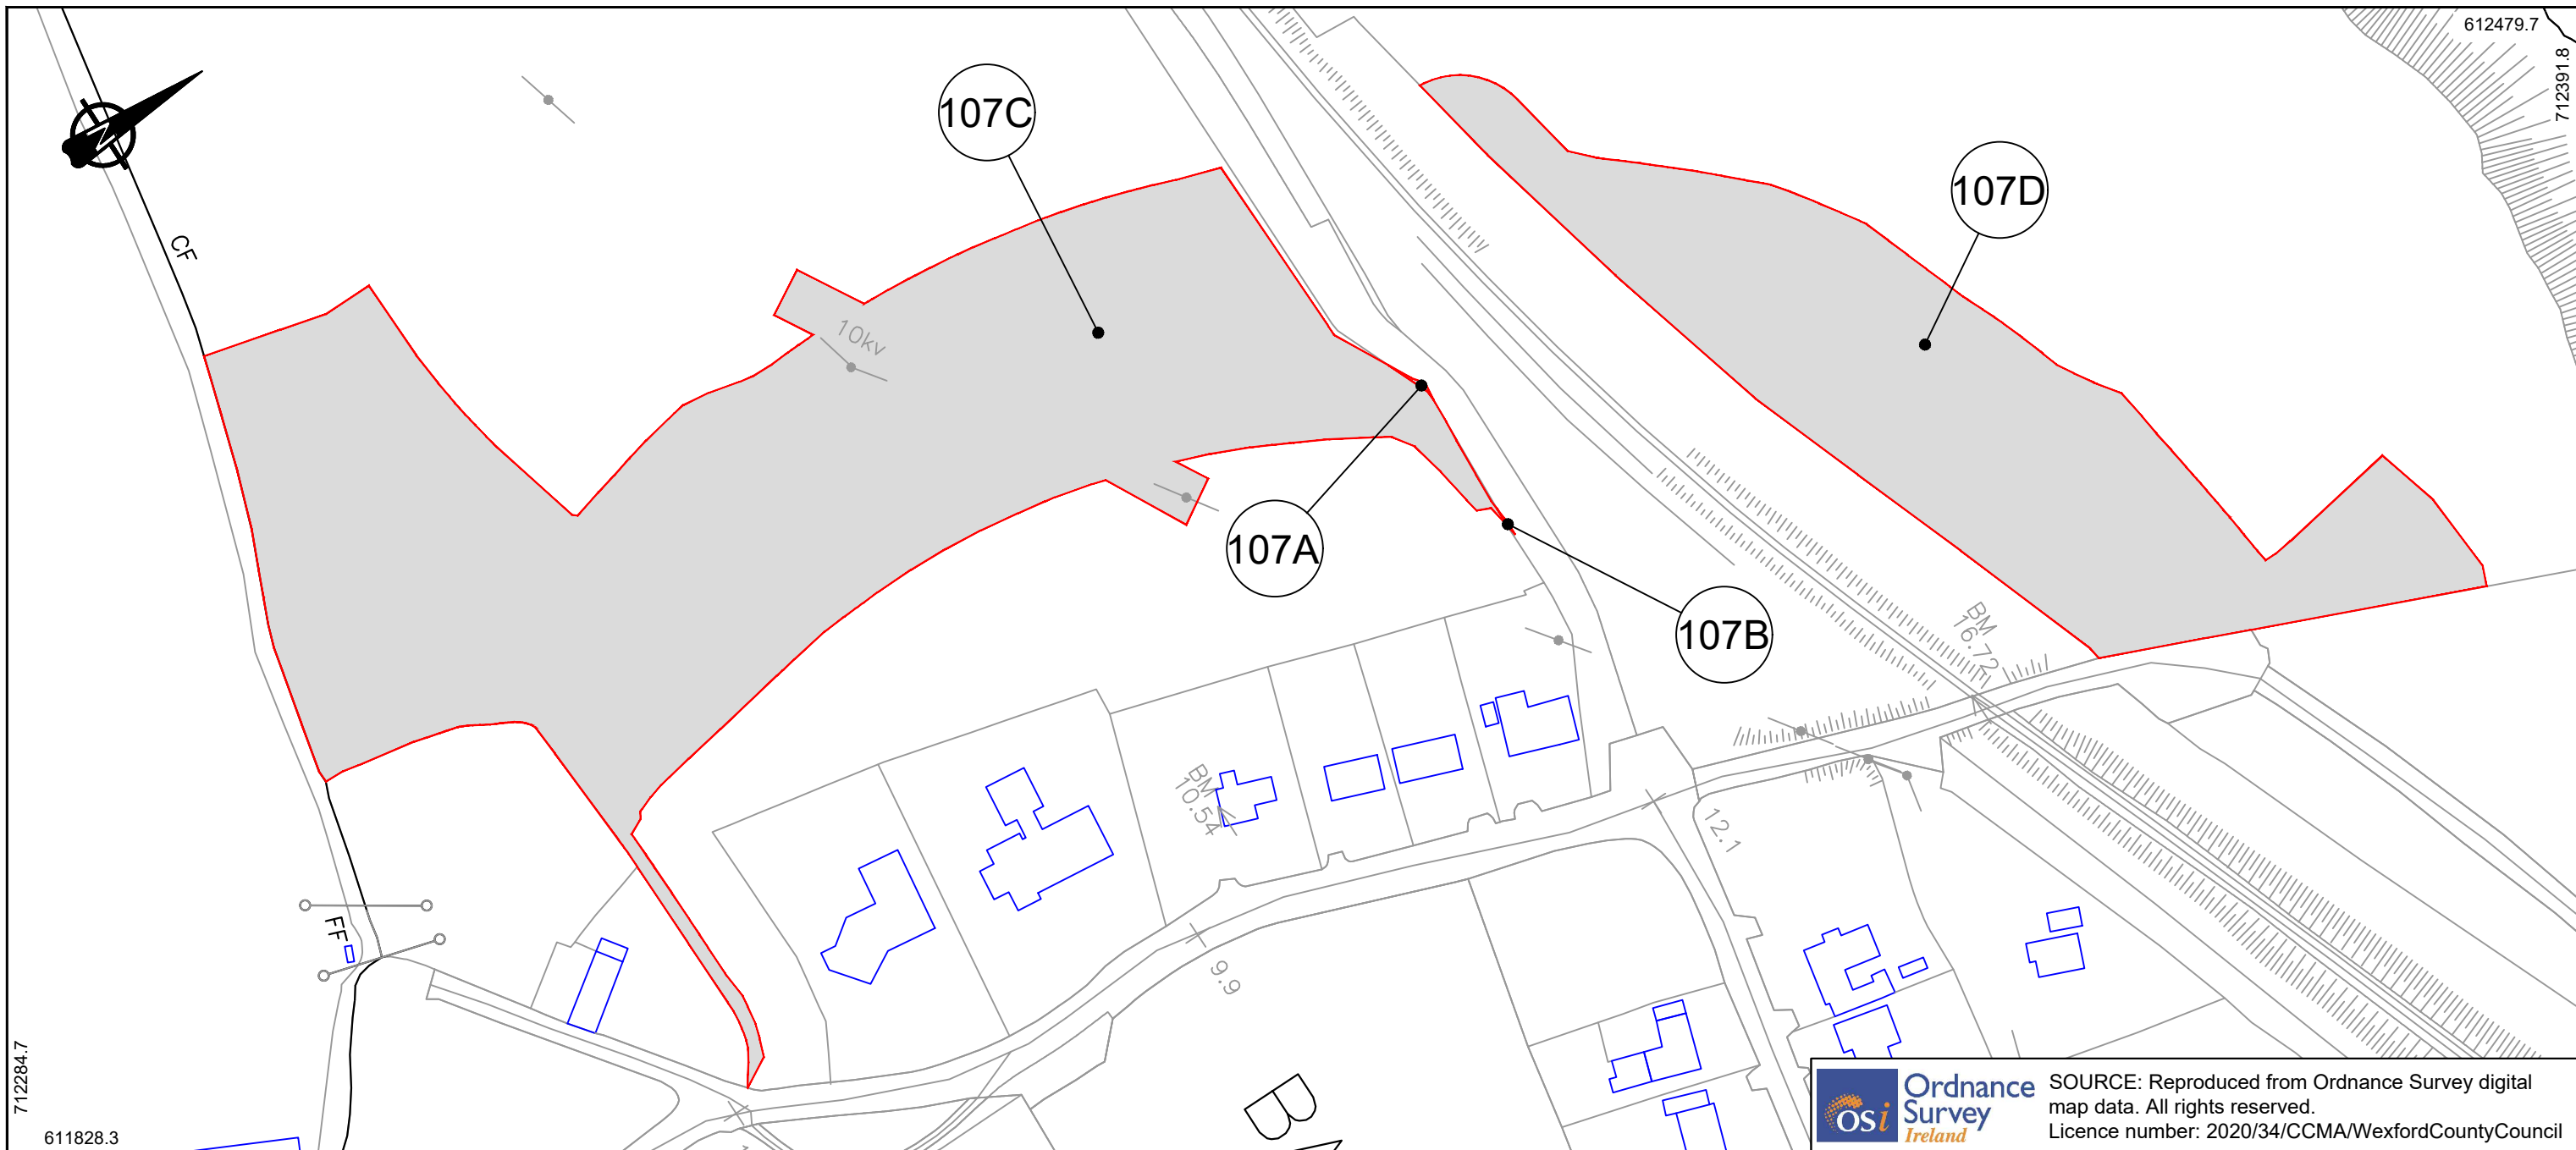 612479.7
712391.8
107C
107D
CF
10kv
107A
107B
BM
16.72
BM
10.54
12.1
FF
9.9
712284.7
611828.3
B
Ordnance
Survey
Ireland
osi
SOURCE: Reproduced from Ordnance Survey digital
map data. All rights reserved.
Licence number: 2020/34/CCMA/WexfordCountyCouncil